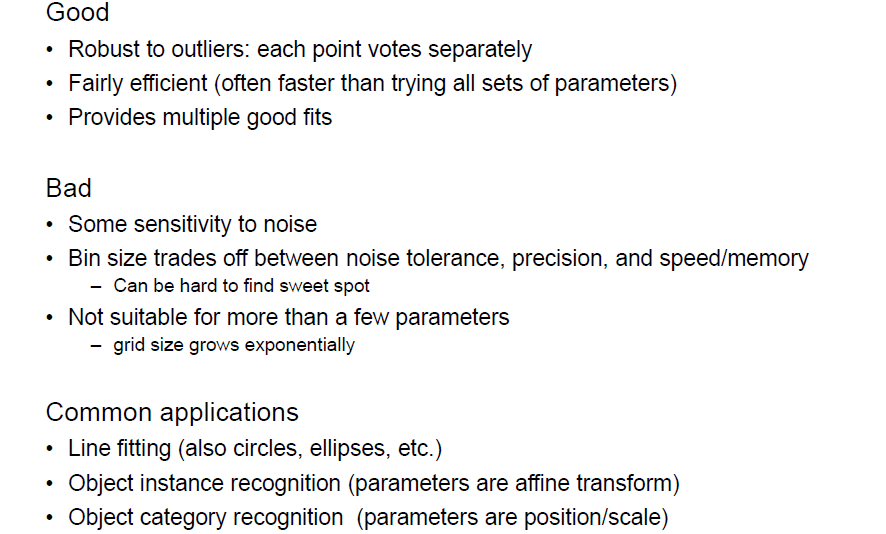 Good
• Robust to outliers: each point votes separately
• Fairly efficient (often faster than trying all sets of parameters)
• Provides multiple good fits
Bad
• Some sensitivity to noise
• Bin size trades off between noise tolerance, precision, and speed/memory
– Can be hard to find sweet spot
• Not suitable for more than a few parameters
– grid size grows exponentially
Common applications
• Line fitting (also circles, ellipses, etc.)
• Object instance recognition (parameters are affine transform)
• Object category recognition (parameters are position/scale)